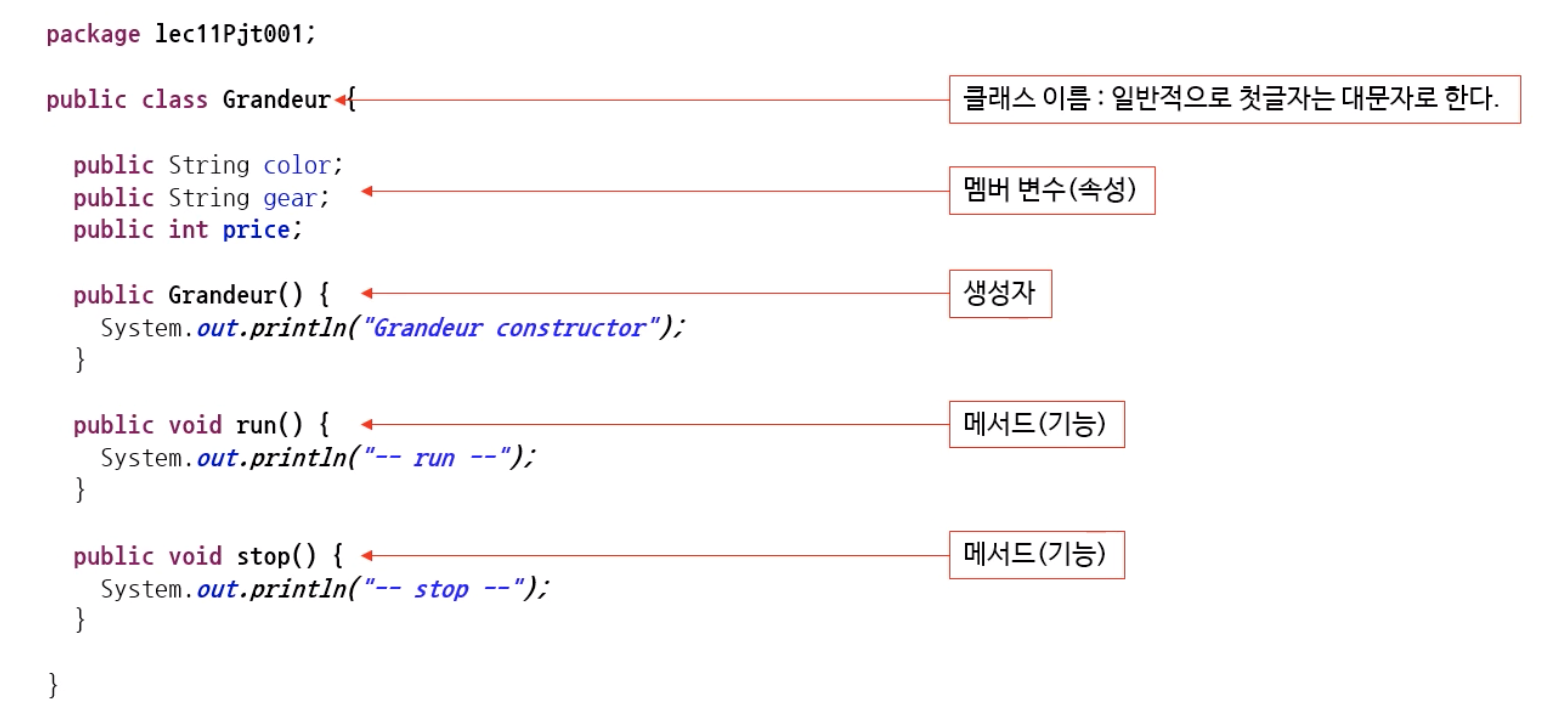 package lec11Pjt001;
public class Grandeur {
클래스 이름 : 일반적으로 첫글자는 대문자로 한다.
public String color;
public String gear;
멤버 변수(속성)
public int price;
public Grandeur() {
생성자
System.out.println("Grandeur constructor");
}
public void run() {
메서드(기능)
System.out.println("-- run --");
}
public void stop() {
메서드(기능)
System.out.println("-- stop --");
}
}